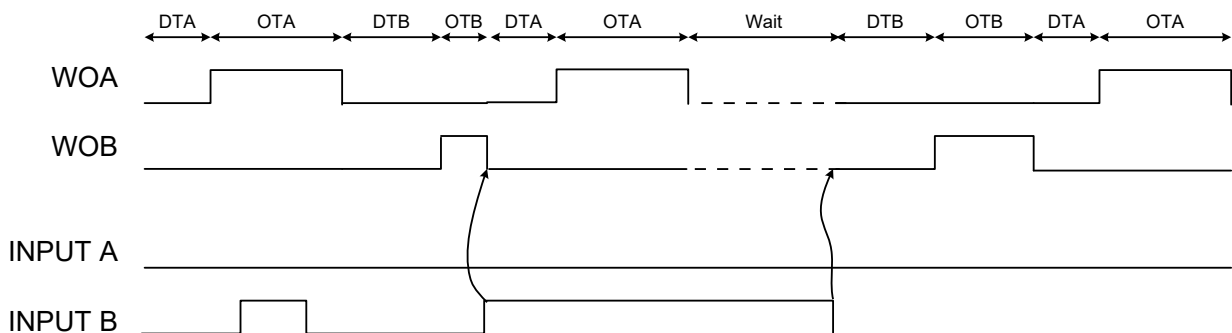 DTA OTA DTB OTB DTA OTA Wait DTB OTB DTA OTA
WOA
WOB
INPUT A
INPUT B